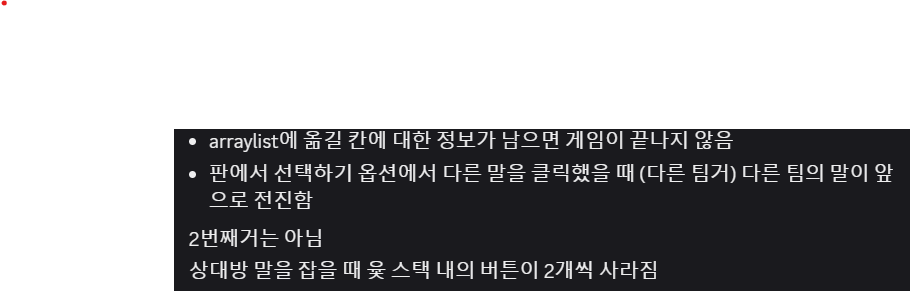 • arraylist에 옮길 칸에 대한 정보가 남으면 게임이 끝나지 않음
• 판에서 선택하기 옵션에서 다른 말을 클릭했을 때 (다른 팀거) 다른 팀의 말이 앞
으로 전진함
2번째거는 아님
상대방 말을 잡을 때 윷 스택 내의 버튼이 2개씩 사라짐